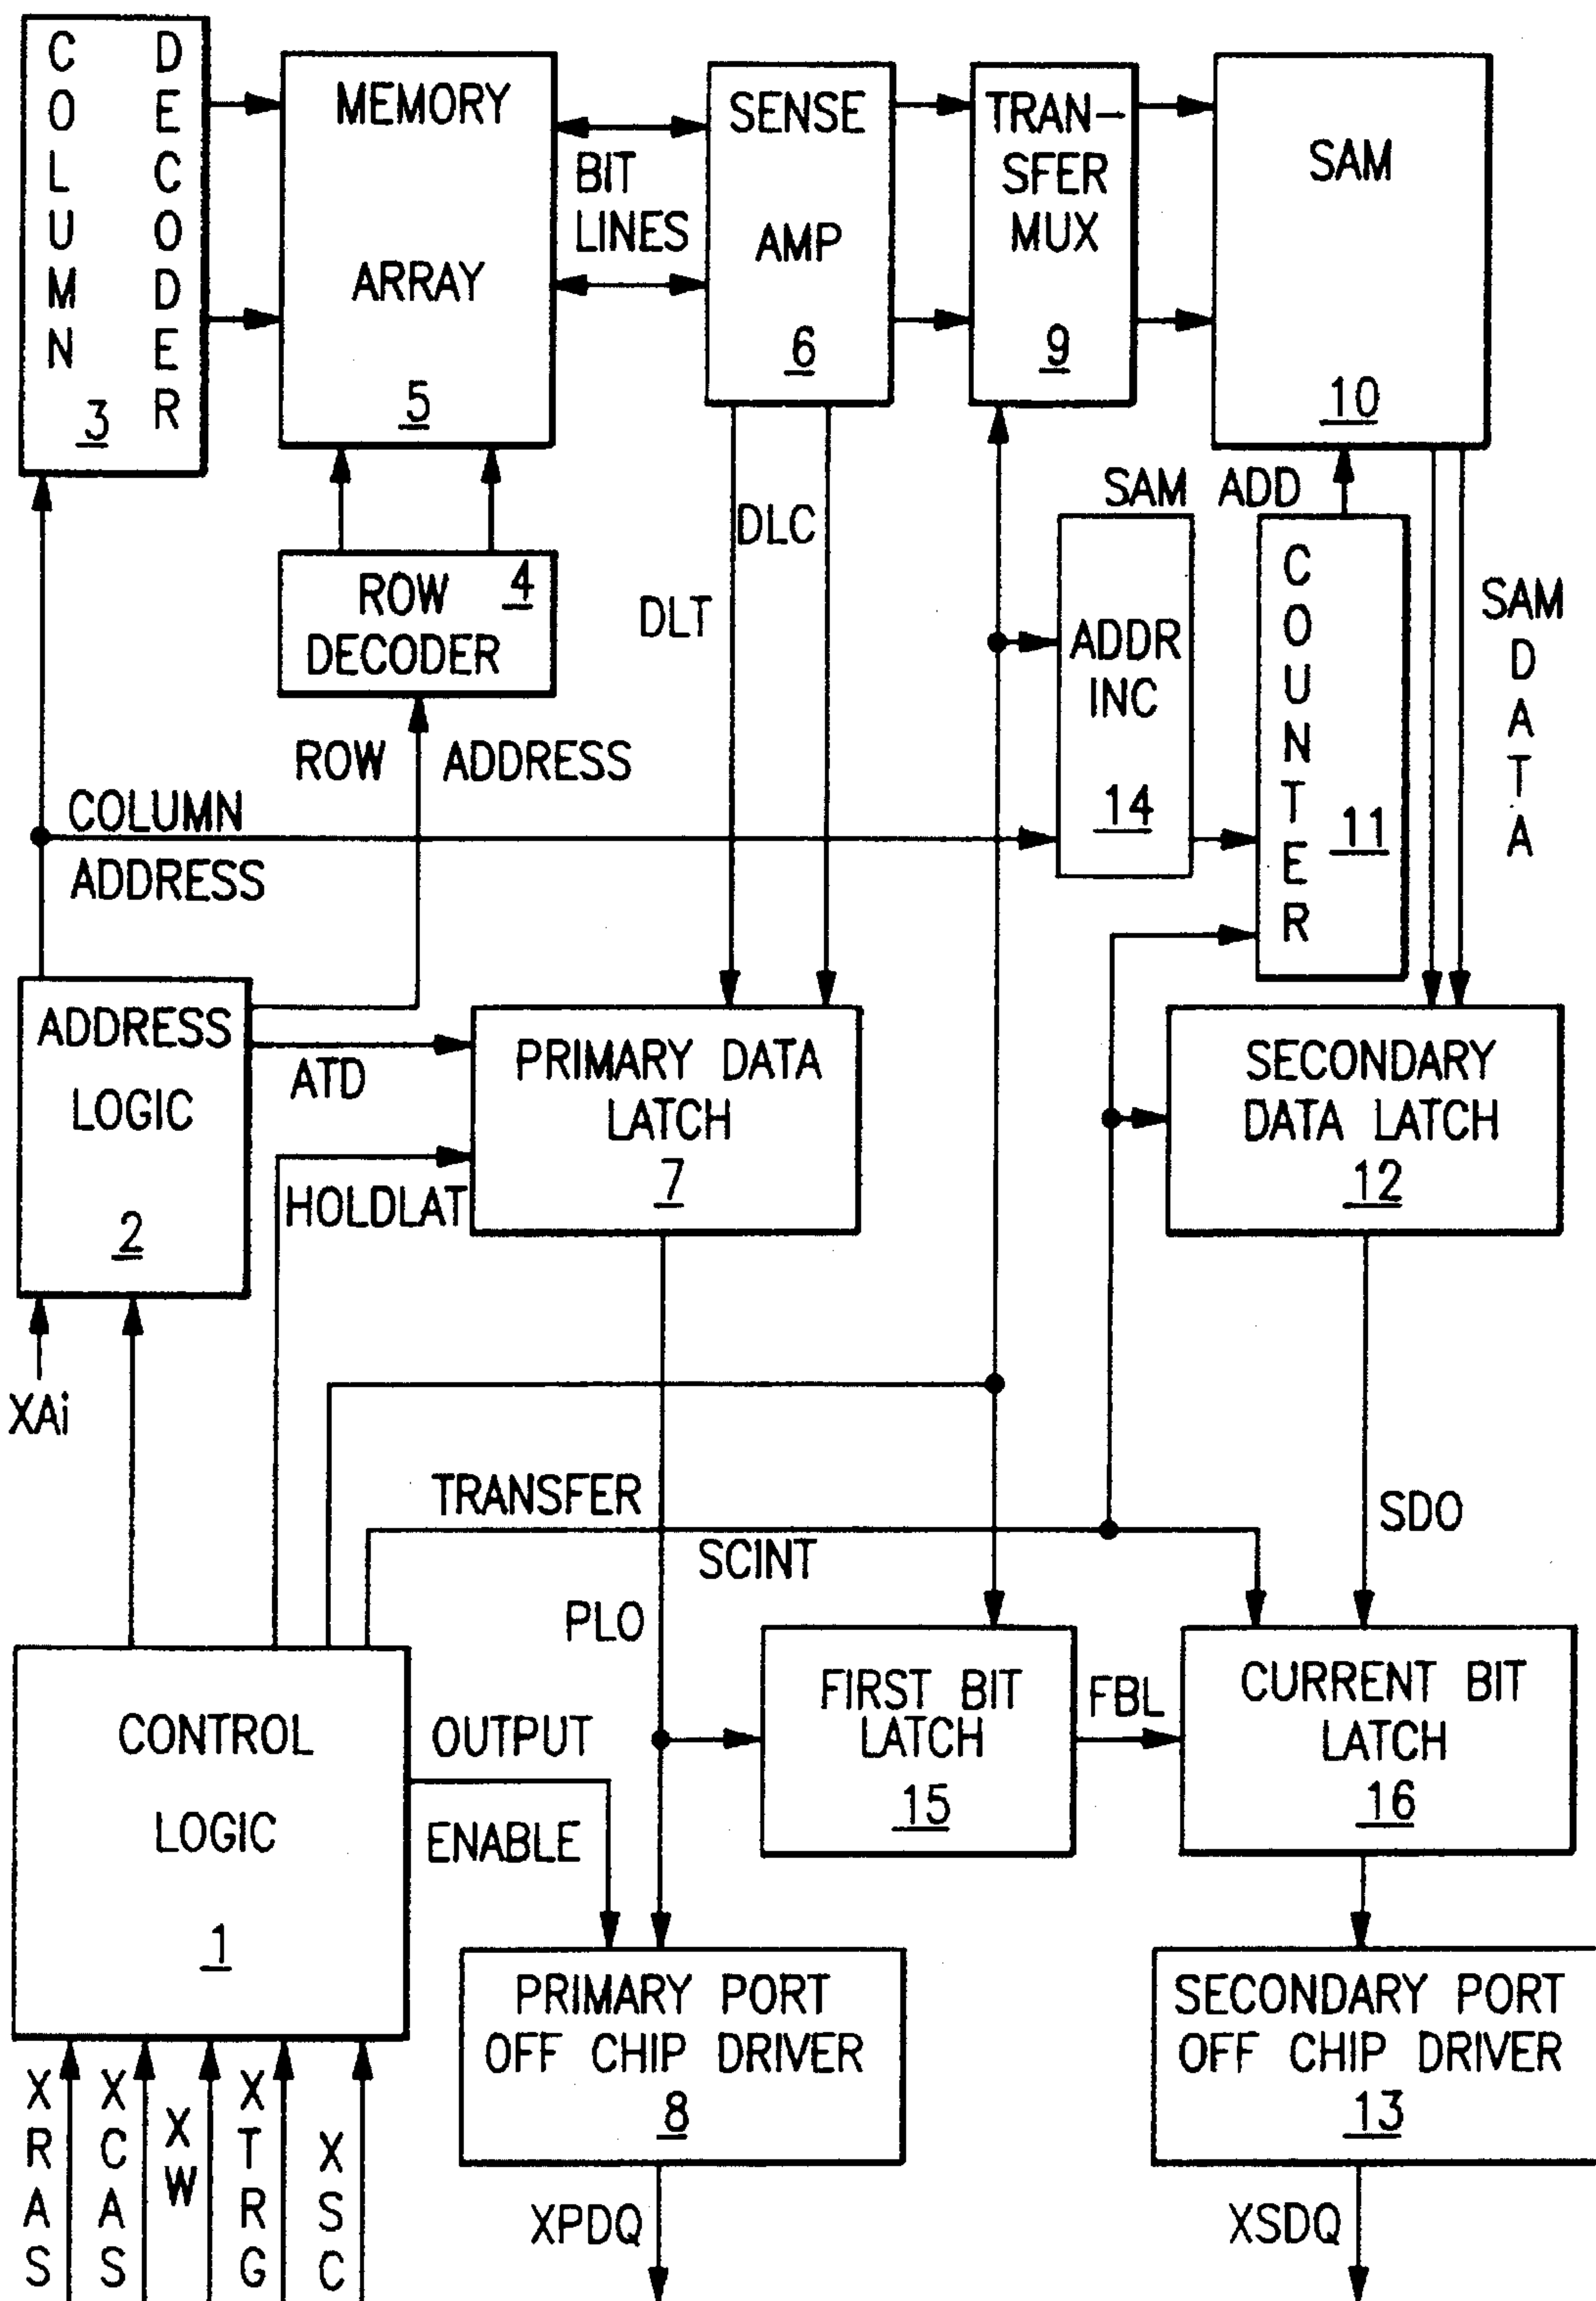 COLUMN DECODER
3
MEMORY
ARRAY
5
BIT
LINES
SENSE
AMP
6
TRAN-
SFER
MUX
9
SAM
10
SAM ADD
ROW
DECODER
4
DLT
DLC
ADDR
INC
14
COUNTER
11
SAM
DATA
ROW ADDRESS
COLUMN
ADDRESS
ADDRESS
LOGIC
2
ATD
HOLDLAT
PRIMARY DATA
LATCH
7
SECONDARY
DATA LATCH
12
XAi
TRANSFER
SCINT
SDO
PLO
CONTROL
LOGIC
1
OUTPUT
ENABLE
FIRST BIT
LATCH
15
FBL
CURRENT BIT
LATCH
16
PRIMARY PORT
OFF CHIP DRIVER
8
SECONDARY PORT
OFF CHIP DRIVER
13
XRAS
XCAS
XW
XTRG
XSC
XPDQ
XSDQ